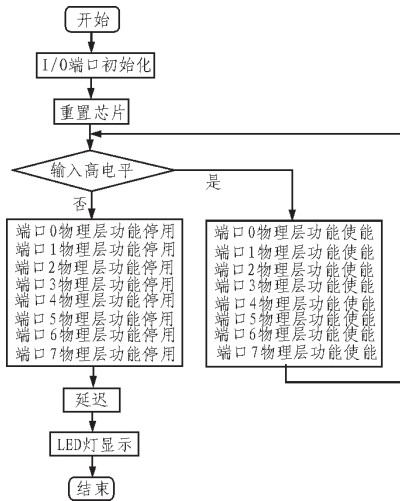 开始
I/O端口初始化
重置芯片
输入高电平
是
否
端口0物理层功能停用
端口1物理层功能停用
端口2物理层功能停用
端口3物理层功能停用
端口4物理层功能停用
端口5物理层功能停用
端口6物理层功能停用
端口7物理层功能停用
端口0物理层功能使能
端口1物理层功能使能
端口2物理层功能使能
端口3物理层功能使能
端口4物理层功能使能
端口5物理层功能使能
端口6物理层功能使能
端口7物理层功能使能
延迟
LED灯显示
结束